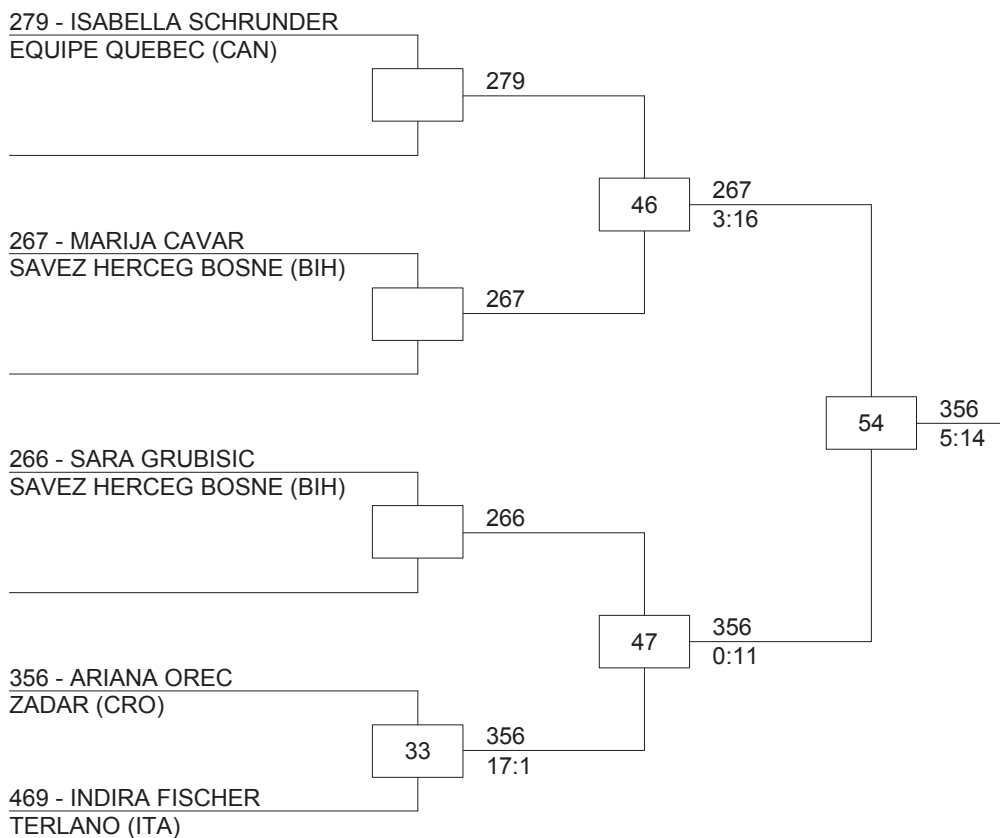 279 - ISABELLA SCHRUNDER
EQUIPE QUEBEC (CAN)
279
46
267
3:16
267 - MARIJA CAVAR
SAVEZ HERCEG BOSNE (BIH)
267
54
356
5:14
266 - SARA GRUBISIC
SAVEZ HERCEG BOSNE (BIH)
266
47
356
0:11
356 - ARIANA OREC
ZADAR (CRO)
33
356
17:1
469 - INDIRA FISCHER
TERLANO (ITA)